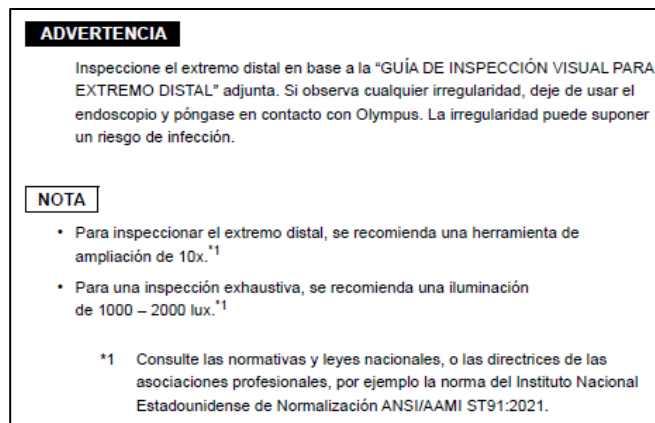 ADVERTENCIA
Inspeccione el extremo distal en base a la “GUÍA DE INSPECCIÓN VISUAL PARA
EXTREMO DISTAL” adjunta. Si observa cualquier irregularidad, deje de usar el
endoscopio y póngase en contacto con Olympus. La irregularidad puede suponer
un riesgo de infección.
NOTA
• Para inspeccionar el extremo distal, se recomienda una herramienta de
ampliación de 10x.*1
• Para una inspección exhaustiva, se recomienda una iluminación
de 1000 – 2000 lux.*1
*1 Consulte las normativas y leyes nacionales, o las directrices de las
asociaciones profesionales, por ejemplo la norma del Instituto Nacional
Estadounidense de Normalización ANSI/AAMI ST91:2021.